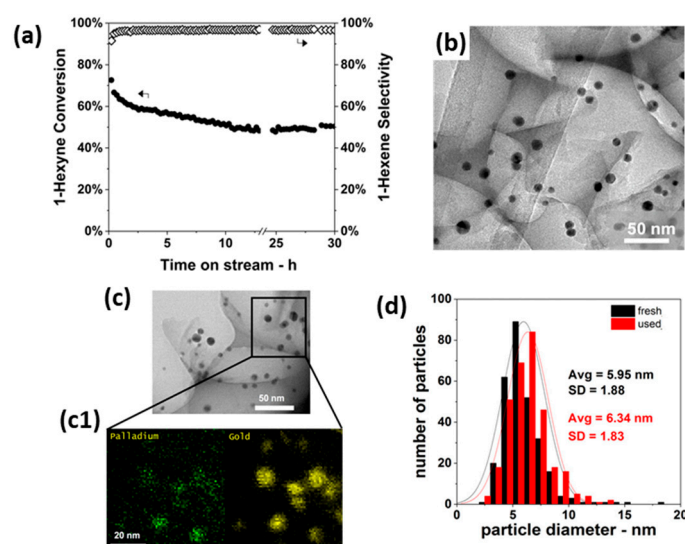 (a)
100%
80%
60%
40%
20%
0%
1-Hexyne Conversion
100%
80%
60%
40%
20%
0%
1-Hexene Selectivity
0
5
10
25
30
Time on stream - h
(b)
50 nm
(c)
50 nm
(c1)
Palladium
Gold
20 nm
(d)
100
80
60
40
20
0
number of particles
fresh
used
Avg = 5.95 nm
SD = 1.88
Avg = 6.34 nm
SD = 1.83
0
5
10
15
20
particle diameter - nm